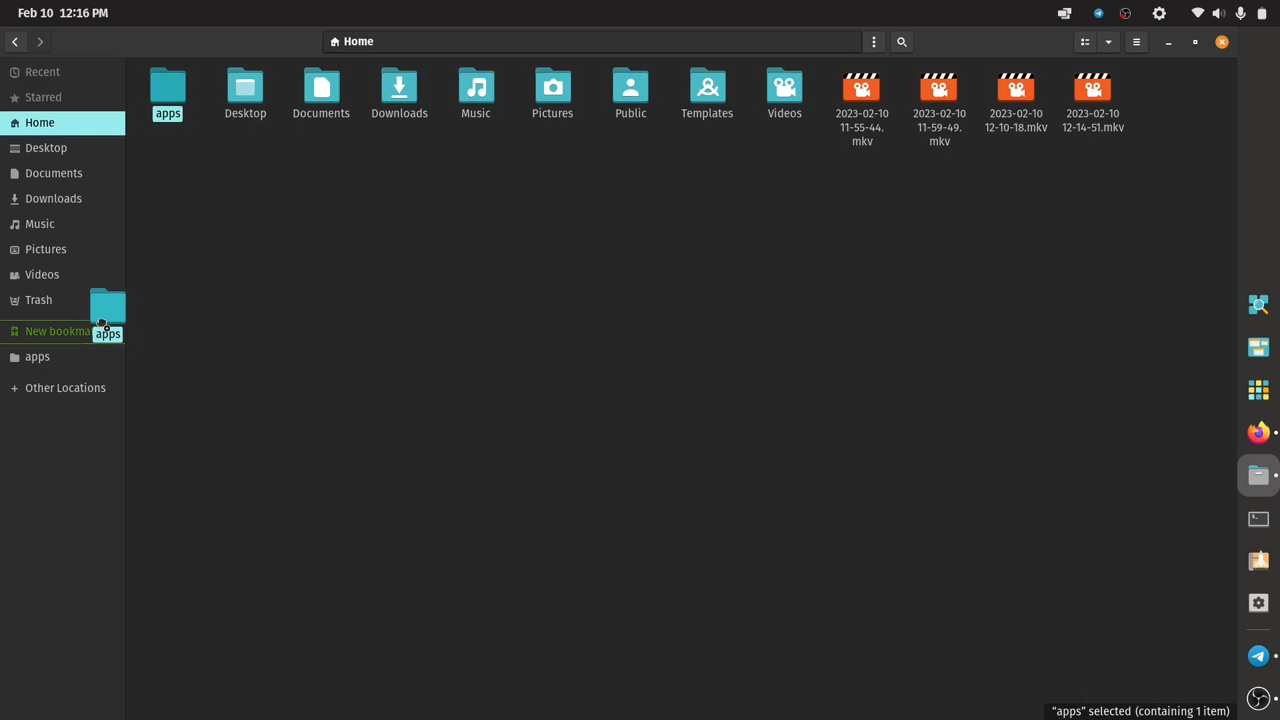 Feb 10 12:16 PM
Home
Recent
Starred
Home
Desktop
Documents
Downloads
Music
Pictures
Videos
Trash
New bookma
apps
apps
Other Locations
apps
Desktop
Documents
Downloads
Music
Pictures
Public
Templates
Videos
2023-02-10
11-55-44.
mkv
2023-02-10
11-59-49.
mkv
2023-02-10
12-10-18.mkv
2023-02-10
12-14-51.mkv
“apps” selected (containing 1 item)